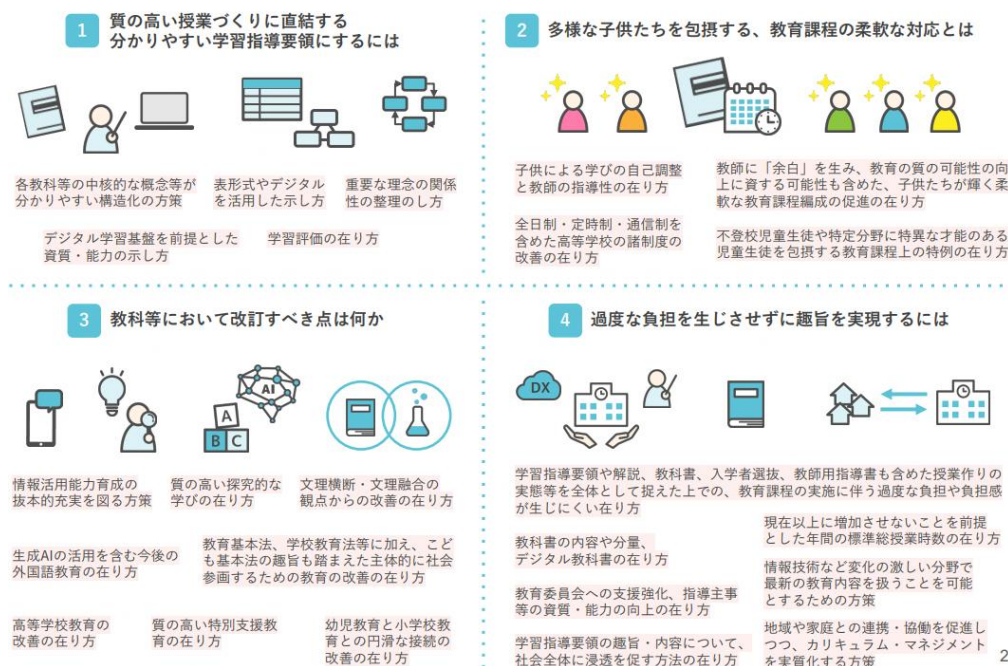 1
質の高い授業づくりに直結する
分かりやすい学習指導要領にするには
各教科等の中核的な概念等が
分かりやすい構造化の方策
表形式やデジタル
を活用した示し方
重要な理念の関係
性の整理のし方
デジタル学習基盤を前提とした
資質・能力の示し方
学習評価の在り方
2
多様な子供たちを包摂する、教育課程の柔軟な対応とは
子供による学びの自己調整
と教師の指導性の在り方
教師に「余白」を生み、教育の質の可能性の向
上に資する可能性も含めた、子供たちが輝く柔
軟な教育課程編成の促進の在り方
全日制・定時制・通信制を
含めた高等学校の諸制度の
改善の在り方
不登校児童生徒や特定分野に特異な才能のある
児童生徒を包摂する教育課程上の特例の在り方
3
教科等において改訂すべき点は何か
AI
A
B C
情報活用能力育成の
抜本的充実を図る方策
質の高い探究的な
学びの在り方
文理横断・文理融合の
観点からの改善の在り方
生成AIの活用を含む今後の
外国語教育の在り方
教育基本法、学校教育法等に加え、こど
も基本法の趣旨も踏まえた主体的に社会
参画するための教育の改善の在り方
高等学校教育の
改善の在り方
質の高い特別支援教
育の在り方
幼児教育と小学校教
育との円滑な接続の
改善の在り方
4
過度な負担を生じさせずに趣旨を実現するには
DX
学習指導要領や解説、教科書、入学者選抜、教師用指導書も含めた授業作りの
実態等を全体として捉えた上での、教育課程の実施に伴う過度な負担や負担感
が生じにくい在り方
教科書の内容や分量、
デジタル教科書の在り方
現在以上に増加させないことを前提
とした年間の標準総授業時数の在り方
教育委員会への支援強化、指導主事
等の資質・能力の向上の在り方
情報技術など変化の激しい分野で
最新の教育内容を扱うことを可能
とするための方策
学習指導要領の趣旨・内容について、
社会全体に浸透を促す方法の在り方
地域や家庭との連携・協働を促進し
つつ、カリキュラム・マネジメント
を実質化する方策
2